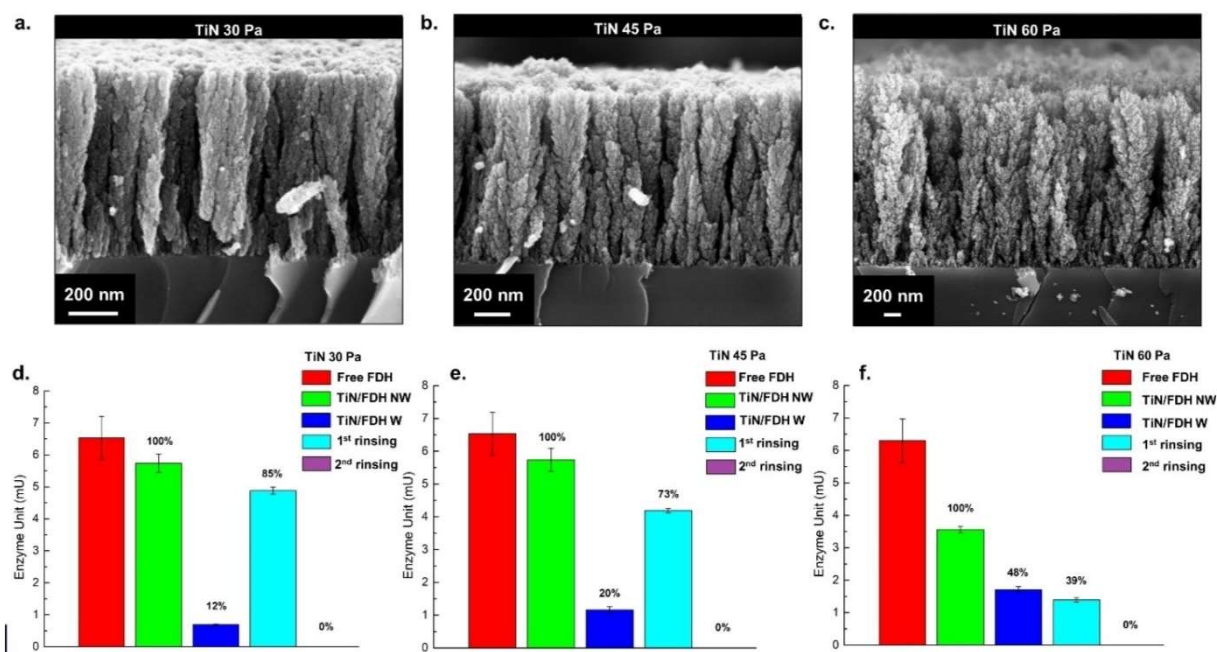 a.
TiN 30 Pa
200 nm
b.
TiN 45 Pa
200 nm
c.
TiN 60 Pa
200 nm
d.
TiN 30 Pa
Free FDH
TiN/FDH NW
TiN/FDH W
1st rinsing
2nd rinsing
Enzyme Unit (mU)
8
7
6
5
4
3
2
1
0
100%
12%
85%
0%
e.
TiN 45 Pa
Free FDH
TiN/FDH NW
TiN/FDH W
1st rinsing
2nd rinsing
Enzyme Unit (mU)
8
7
6
5
4
3
2
1
0
100%
20%
73%
0%
f.
TiN 60 Pa
Free FDH
TiN/FDH NW
TiN/FDH W
1st rinsing
2nd rinsing
Enzyme Unit (mU)
8
7
6
5
4
3
2
1
0
100%
48%
39%
0%